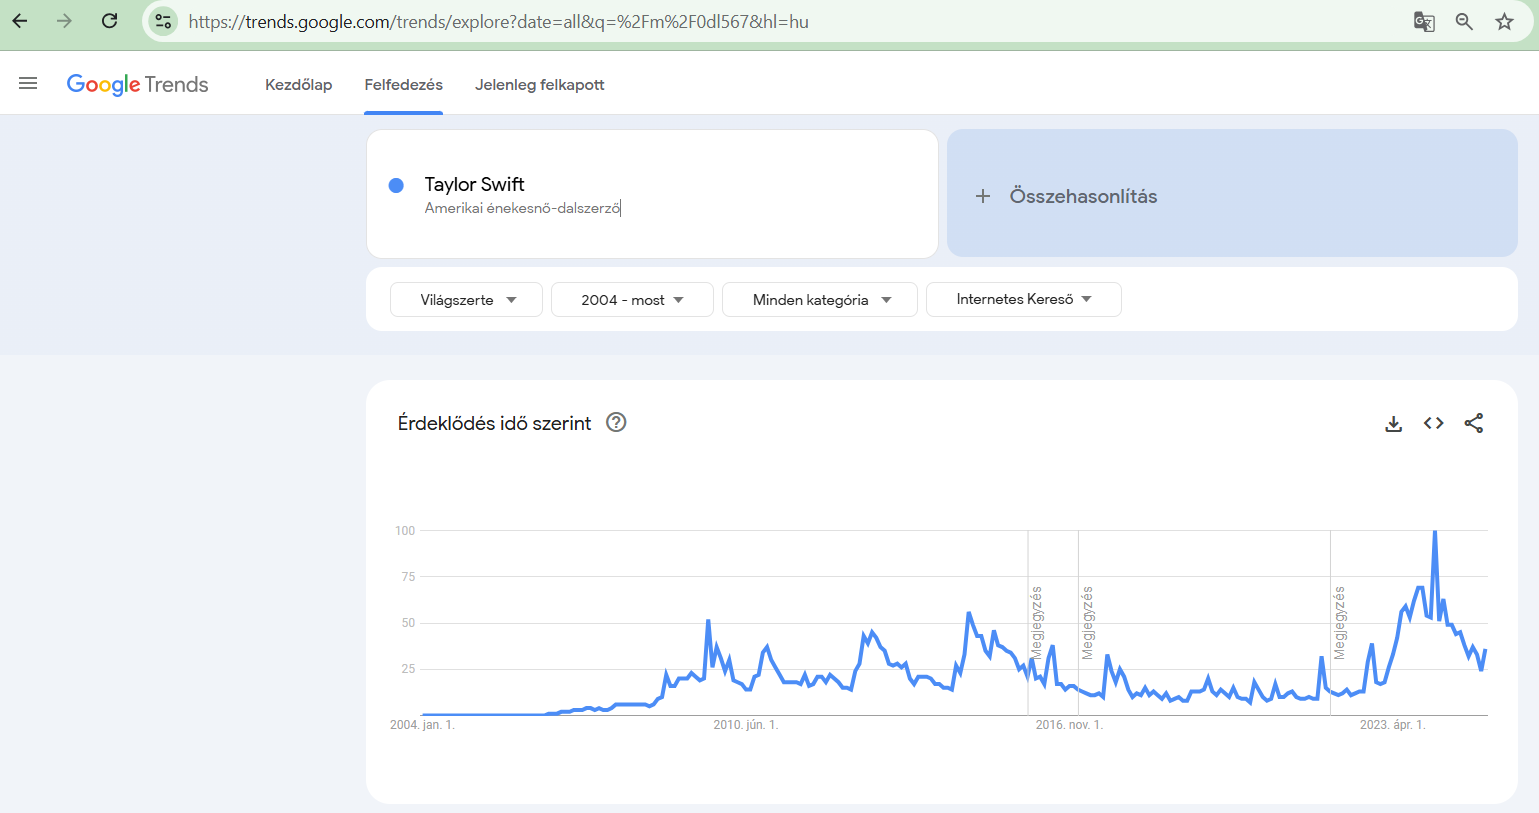 https://trends.google.com/trends/explore?date=all&q=%2Fm%2F0dl567&hl=hu
Google Trends
Kezdőlap
Felfedezés
Jelenleg felkapott
Taylor Swift
Amerikai énekesnő-dalszerző
+ Összehasonlítás
Világszerte
2004 - most
Minden kategória
Internetes Kereső
Érdeklődés idő szerint
100
75
50
25
Megjegyzés
Megjegyzés
Megjegyzés
2004. jan. 1.
2010. jún. 1.
2016. nov. 1.
2023. ápr. 1.